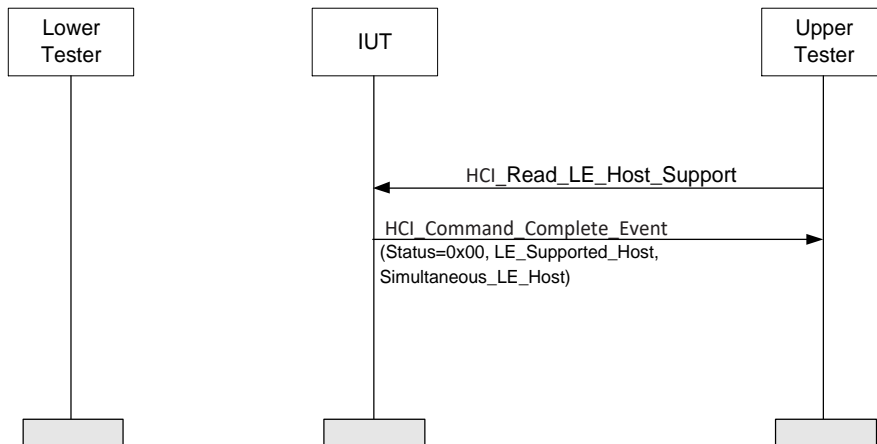 Lower
Tester
IUT
Upper
Tester
HCI_Read_LE_Host_Support
HCI_Command_Complete_Event
(Status=0x00, LE_Supported_Host,
Simultaneous_LE_Host)